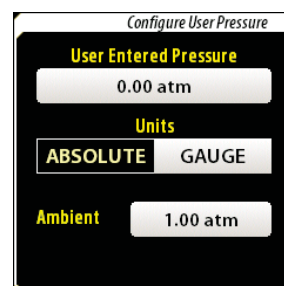 Configure User Pressure
User Entered Pressure
0.00 atm
Units
ABSOLUTE GAUGE
Ambient 1.00 atm